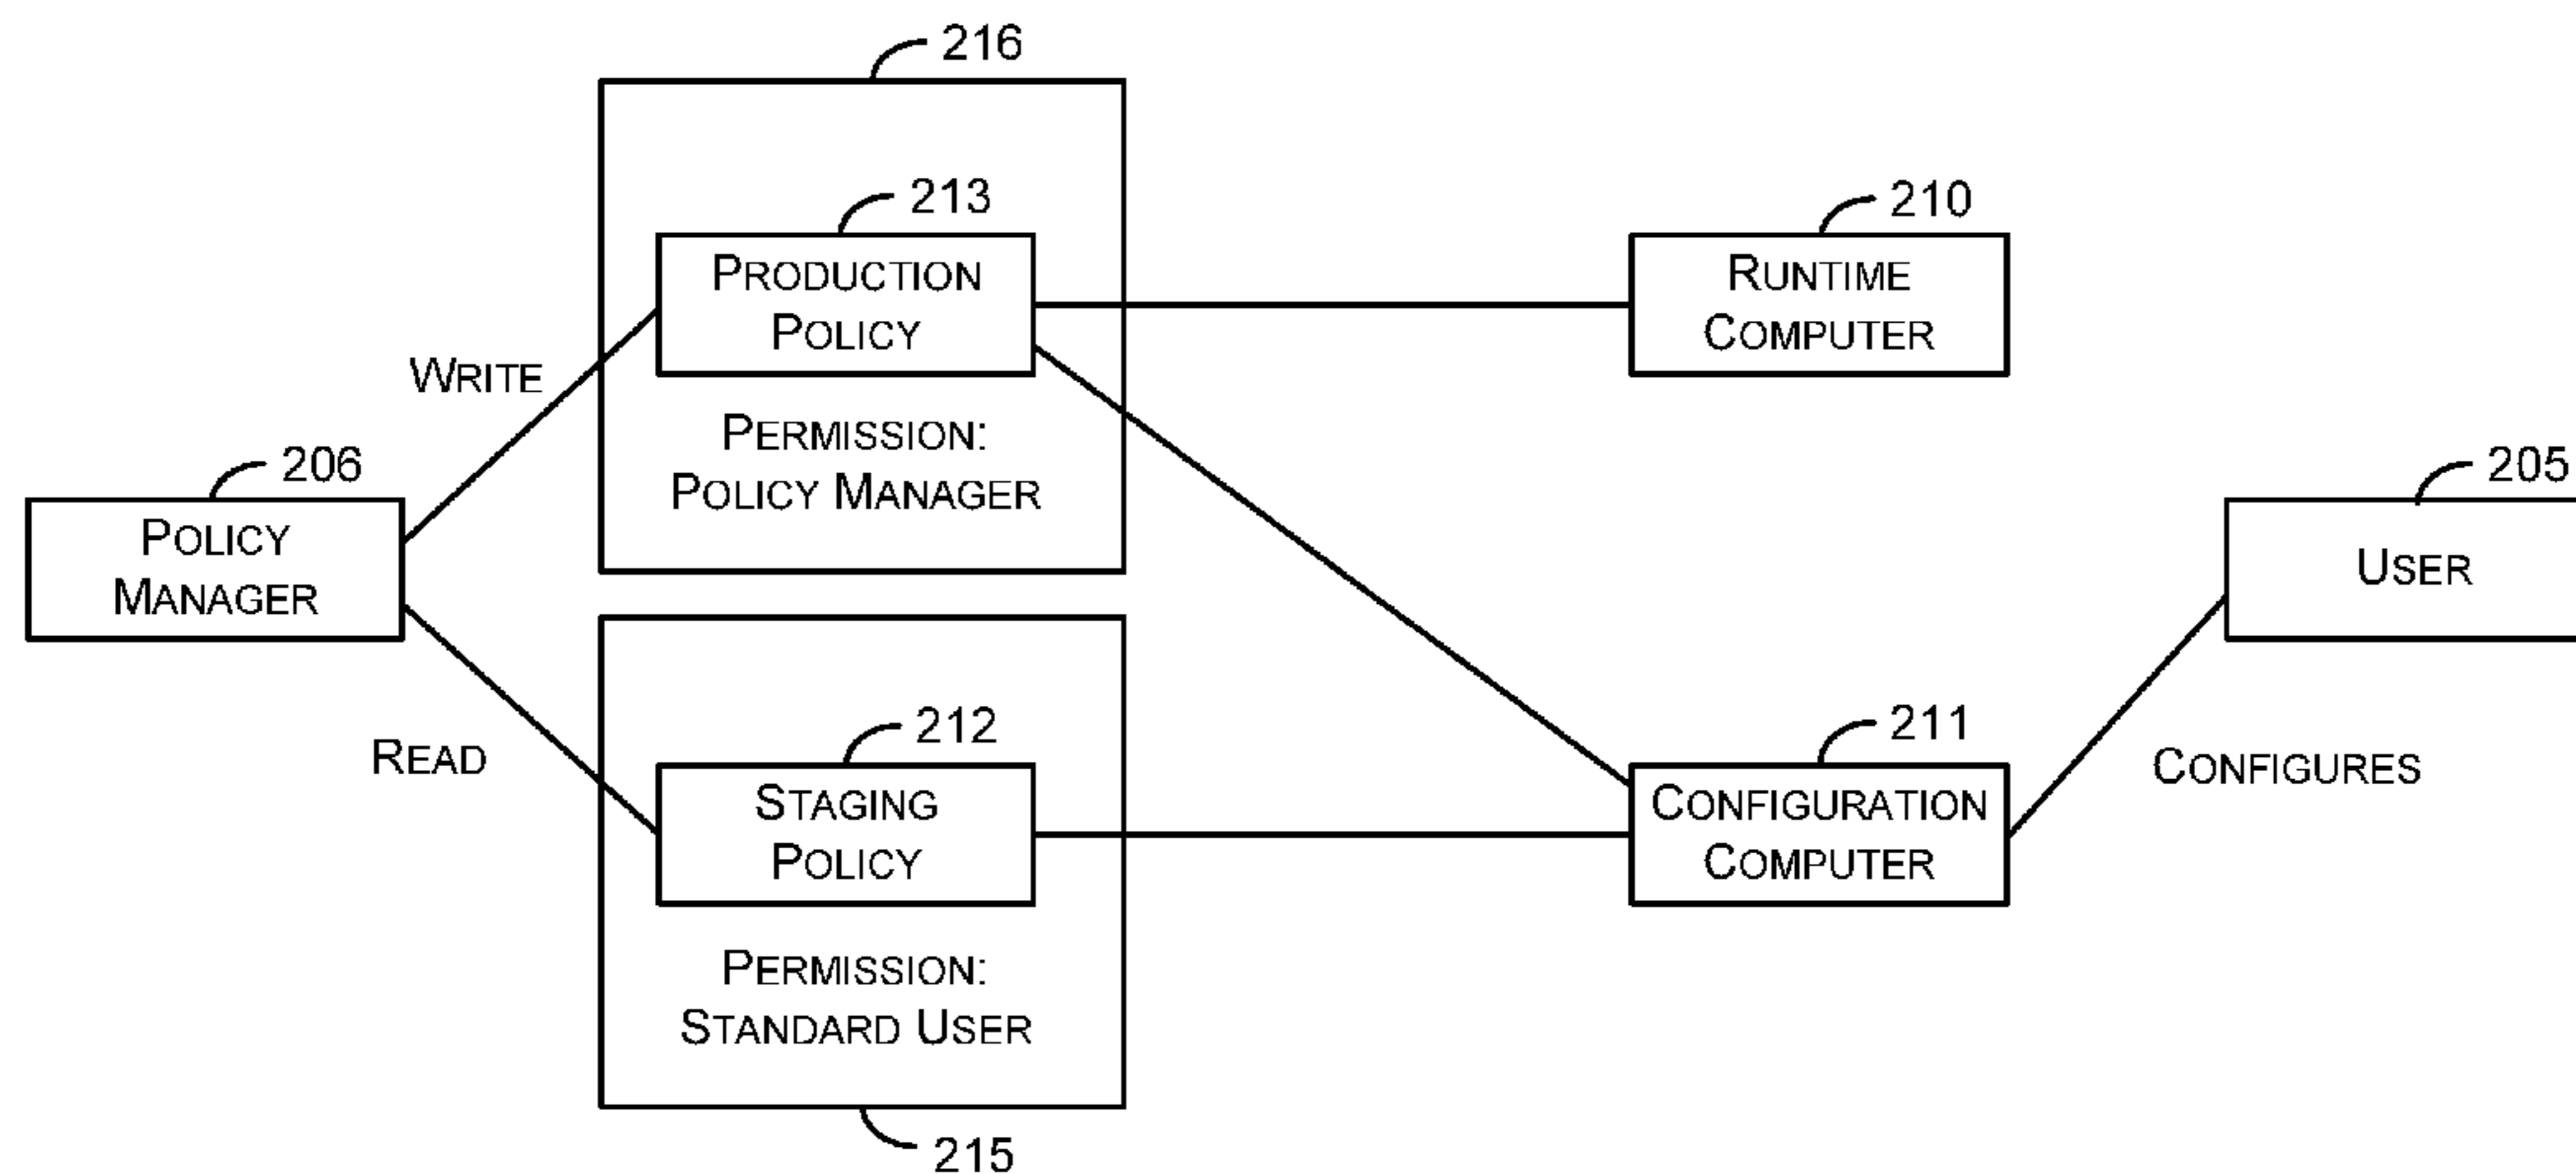 216
213
PRODUCTION
POLICY
PERMISSION:
POLICY MANAGER
210
RUNTIME
COMPUTER
WRITE
206
POLICY
MANAGER
READ
205
USER
212
STAGING
POLICY
PERMISSION:
STANDARD USER
215
211
CONFIGURATION
COMPUTER
CONFIGURES